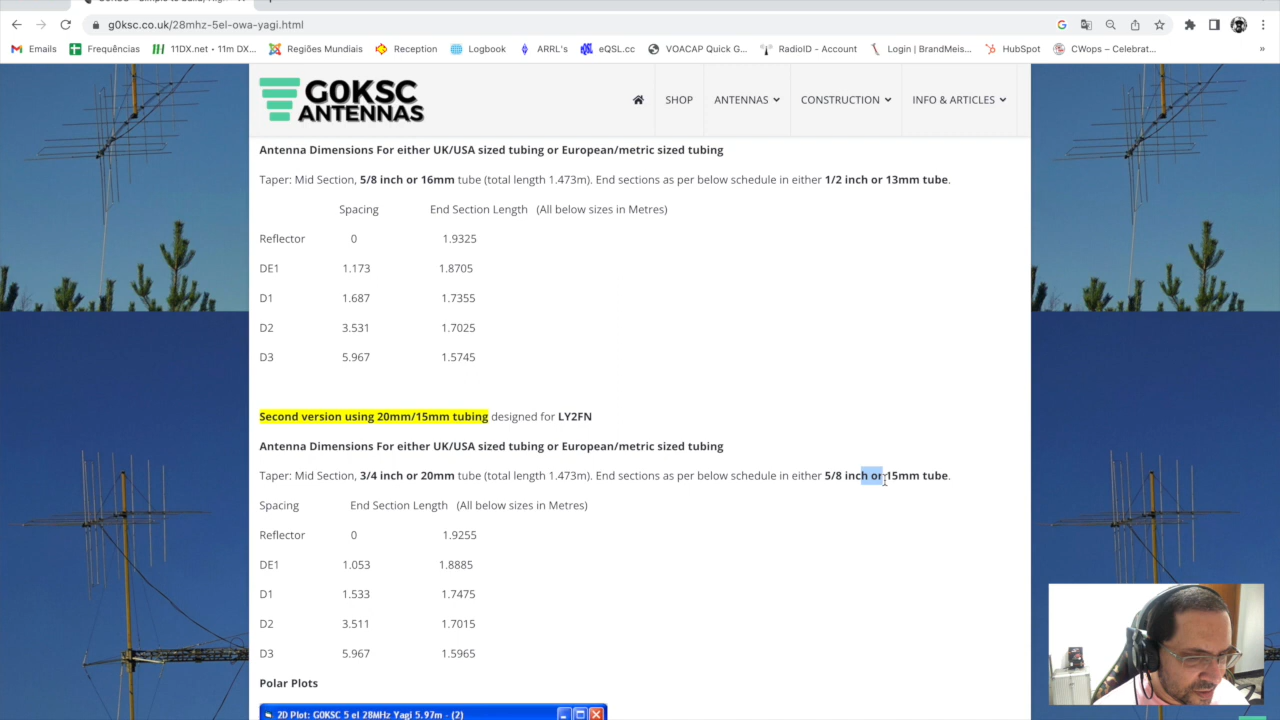 g0ksc.co.uk/28mhz-5el-owa-yagi.html
Emails Frequências 11DX.net • 11m DX... Regiões Mundiais Reception Logbook ARRL's eQSL.cc VOACAP Quick G... RadioID - Account Login | BrandMeis... HubSpot CWops – Celebrat... »
G0KSC
ANTENNAS
SHOP ANTENNAS CONSTRUCTION INFO & ARTICLES
Antenna Dimensions For either UK/USA sized tubing or European/metric sized tubing
Taper: Mid Section, 5/8 inch or 16mm tube (total length 1.473m). End sections as per below schedule in either 1/2 inch or 13mm tube.
Spacing End Section Length (All below sizes in Metres)
Reflector 0 1.9325
DE1 1.173 1.8705
D1 1.687 1.7355
D2 3.531 1.7025
D3 5.967 1.5745
Second version using 20mm/15mm tubing designed for LY2FN
Antenna Dimensions For either UK/USA sized tubing or European/metric sized tubing
Taper: Mid Section, 3/4 inch or 20mm tube (total length 1.473m). End sections as per below schedule in either 5/8 inch or 15mm tube.
Spacing End Section Length (All below sizes in Metres)
Reflector 0 1.9255
DE1 1.053 1.8885
D1 1.533 1.7475
D2 3.511 1.7015
D3 5.967 1.5965
Polar Plots
2D Plot: G0KSC 5 el 28MHz Yagi 5.97m - (2)